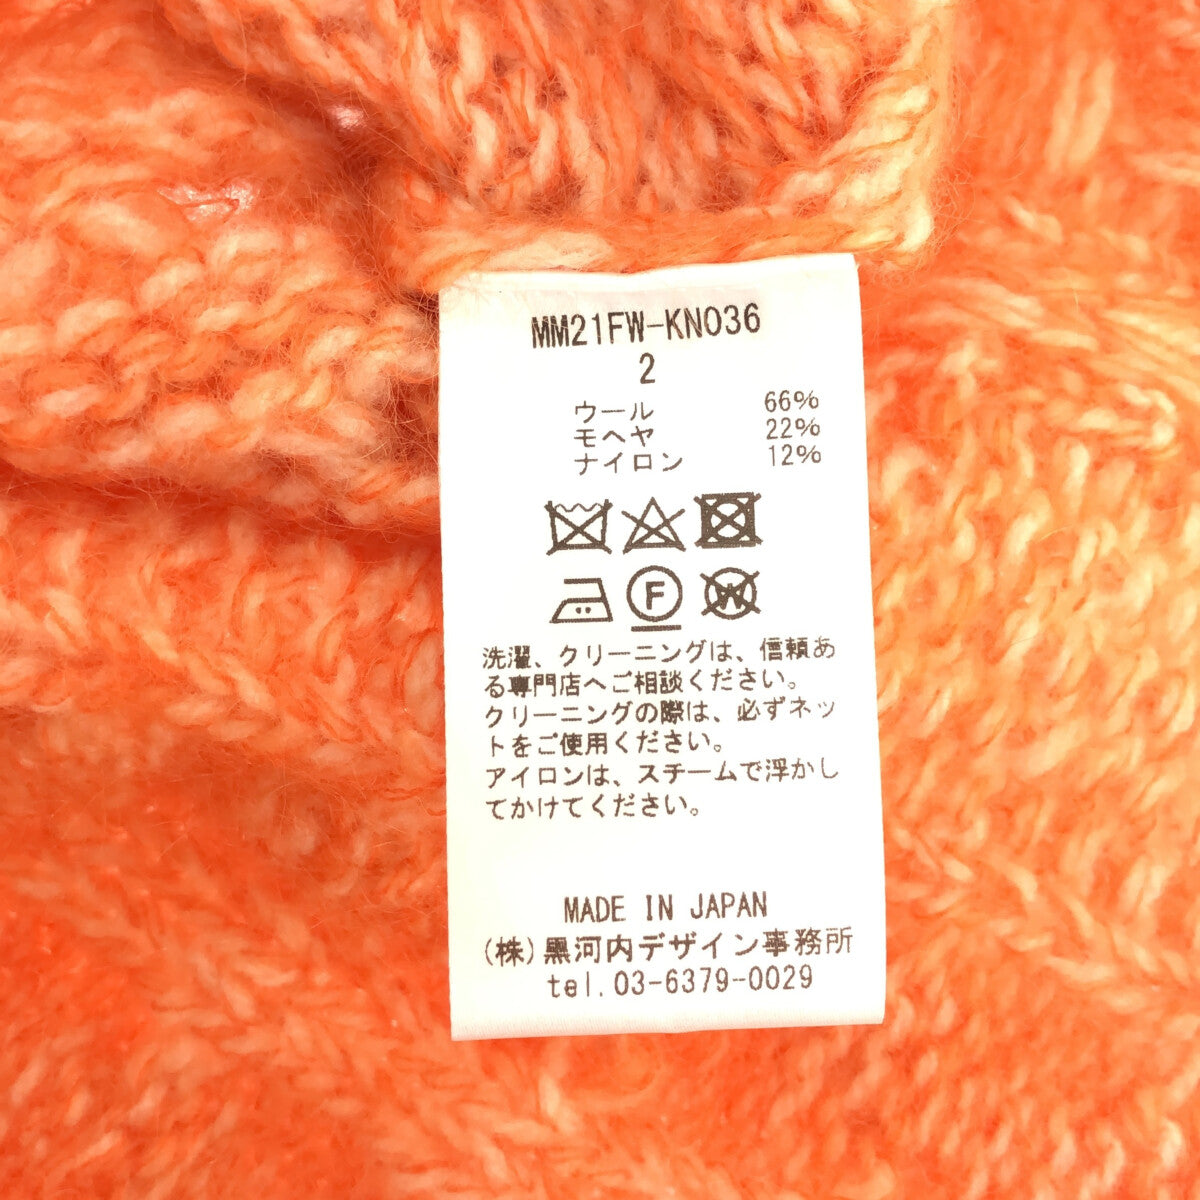 MM21FW-KN036
2
ウール 66%
モヘヤ 22%
ナイロン 12%
F
W
洗濯、クリーニングは、信頼あ
る専門店へご相談ください。
クリーニングの際は、必ずネッ
トをご使用ください。
アイロンは、スチームで浮かし
てかけてください。
MADE IN JAPAN
(株)黒河内デザイン事務所
tel.03-6379-0029